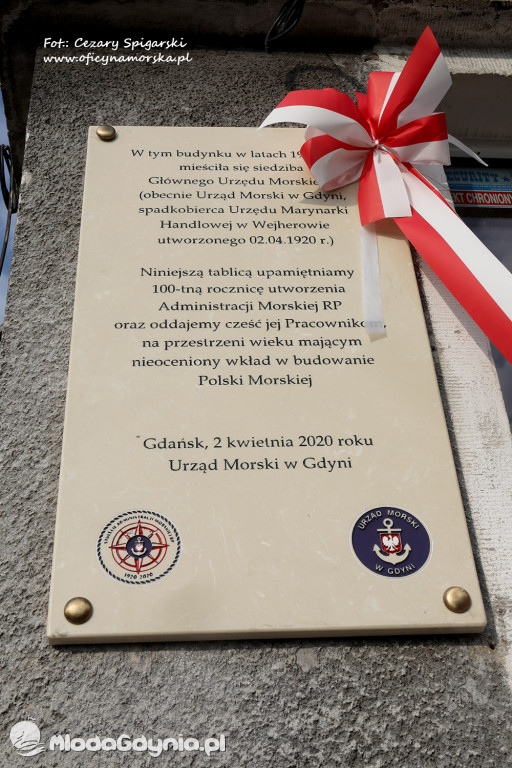 Fot:: Cezary Spigarski
www.oficynamorska.pl
W tym budynku w latach
mieściła się siedziba
Głównego Urzędu
(obecnie Urząd Morski w Gdyni,
spadkobierca Urzędu Marynarki
Handlowej w Wejherowie
utworzonego 02.04.1920 r.)
Niniejszą tablicą upamiętniamy
100-tną rocznicę utworzenia
Administracji Morskiej RP
oraz oddajemy cześć jej Pracownikom,
na przestrzeni wieku mającym
nieoceniony wkład w budowanie
Polski Morskiej
Gdańsk, 2 kwietnia 2020 roku
Urząd Morski w Gdyni
STULECIE ADMINISTRACJI MORSKIEJ
1920 2020
URZĄD MORSKI
W GDYNI
MlodaGdynia.pl